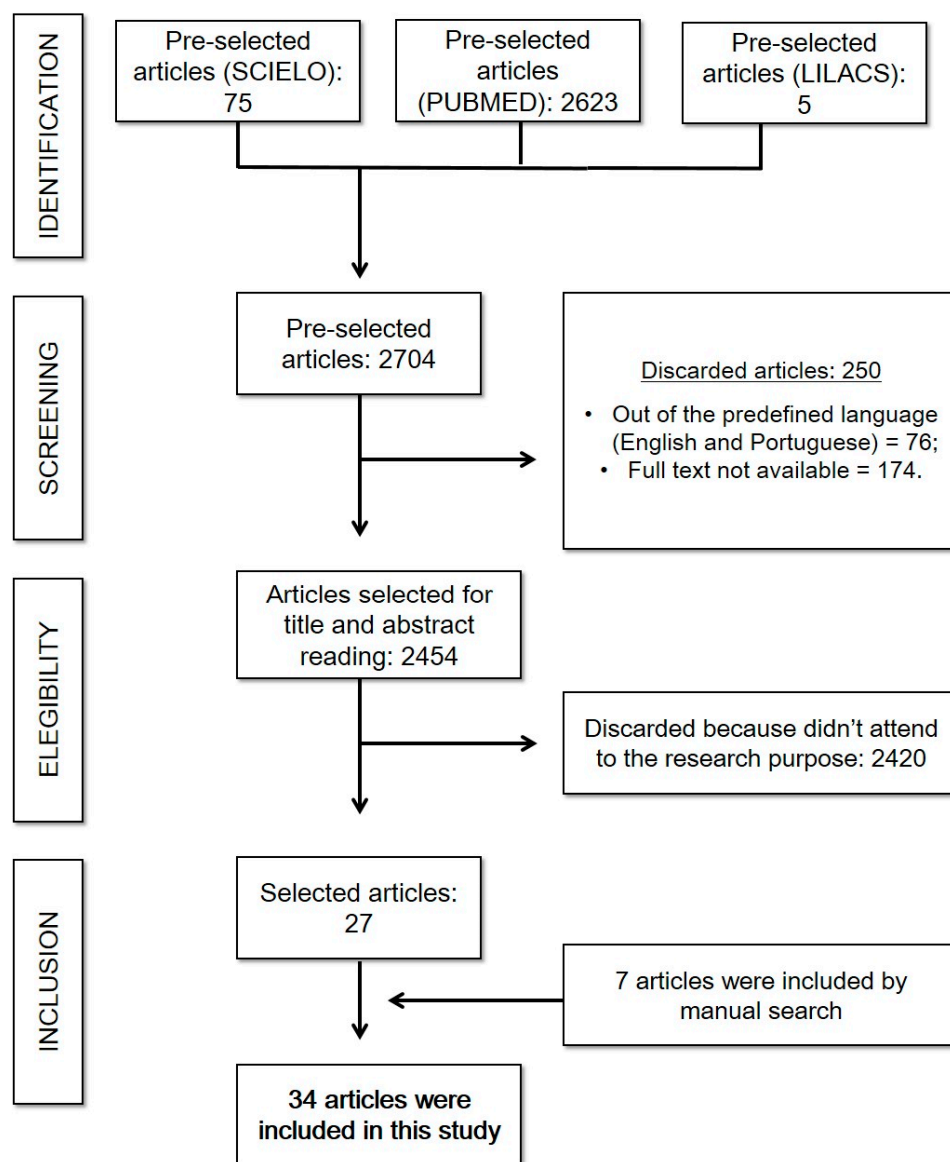 IDENTIFICATION
Pre-selected
articles (SCIELO):
75
Pre-selected
articles
(PUBMED): 2623
Pre-selected
articles (LILACS):
5
SCREENING
Pre-selected
articles: 2704
Discarded articles: 250
• Out of the predefined language
(English and Portuguese) = 76;
• Full text not available = 174.
ELEGIBILITY
Articles selected for
title and abstract
reading: 2454
Discarded because didn't attend
to the research purpose: 2420
INCLUSION
Selected articles:
27
7 articles were included by
manual search
34 articles were
included in this study